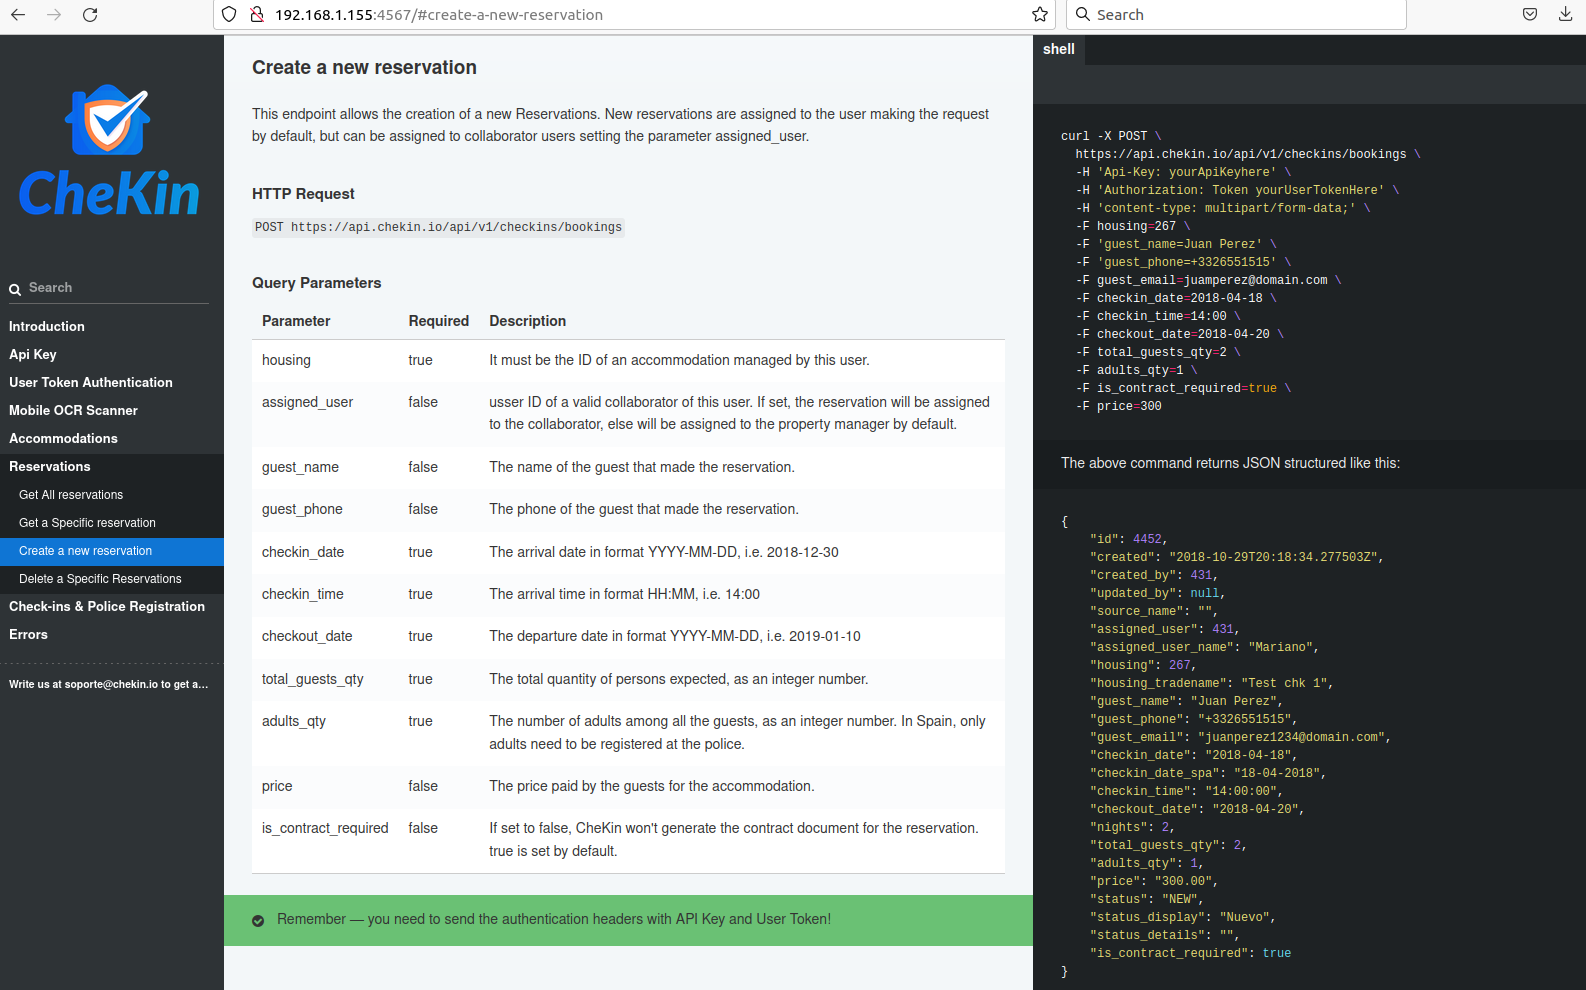 192.168.1.155:4567/#create-a-new-reservation
Search
CheKin
Search
Introduction
Api Key
User Token Authentication
Mobile OCR Scanner
Accommodations
Reservations
Get All reservations
Get a Specific reservation
Create a new reservation
Delete a Specific Reservations
Check-ins & Police Registration
Errors
Write us at soporte@chekin.io to get a...
Create a new reservation
This endpoint allows the creation of a new Reservations. New reservations are assigned to the user making the request
by default, but can be assigned to collaborator users setting the parameter assigned_user.
HTTP Request
POST https://api.chekin.io/api/v1/checkins/bookings
Query Parameters
Parameter Required Description
housing true It must be the ID of an accommodation managed by this user.
assigned_user false usser ID of a valid collaborator of this user. If set, the reservation will be assigned
to the collaborator, else will be assigned to the property manager by default.
guest_name false The name of the guest that made the reservation.
guest_phone false The phone of the guest that made the reservation.
checkin_date true The arrival date in format YYYY-MM-DD, i.e. 2018-12-30
checkin_time true The arrival time in format HH:MM, i.e. 14:00
checkout_date true The departure date in format YYYY-MM-DD, i.e. 2019-01-10
total_guests_qty true The total quantity of persons expected, as an integer number.
adults_qty true The number of adults among all the guests, as an integer number. In Spain, only
adults need to be registered at the police.
price false The price paid by the guests for the accommodation.
is_contract_required false If set to false, CheKin won't generate the contract document for the reservation.
true is set by default.
Remember — you need to send the authentication headers with API Key and User Token!
shell
curl -X POST \
https://api.chekin.io/api/v1/checkins/bookings \
-H 'Api-Key: yourApiKeyhere' \
-H 'Authorization: Token yourUserTokenHere' \
-H 'content-type: multipart/form-data;' \
-F housing=267 \
-F 'guest_name=Juan Perez' \
-F 'guest_phone=+3326551515' \
-F guest_email=juamperez@domain.com \
-F checkin_date=2018-04-18 \
-F checkin_time=14:00 \
-F checkout_date=2018-04-20 \
-F total_guests_qty=2 \
-F adults_qty=1 \
-F is_contract_required=true \
-F price=300
The above command returns JSON structured like this:
{
"id": 4452,
"created": "2018-10-29T20:18:34.277503Z",
"created_by": 431,
"updated_by": null,
"source_name": "",
"assigned_user": 431,
"assigned_user_name": "Mariano",
"housing": 267,
"housing_tradename": "Test chk 1",
"guest_name": "Juan Perez",
"guest_phone": "+3326551515",
"guest_email": "juanperez1234@domain.com",
"checkin_date": "2018-04-18",
"checkin_date_spa": "18-04-2018",
"checkin_time": "14:00:00",
"checkout_date": "2018-04-20",
"nights": 2,
"total_guests_qty": 2,
"adults_qty": 1,
"price": "300.00",
"status": "NEW",
"status_display": "Nuevo",
"status_details": "",
"is_contract_required": true
}